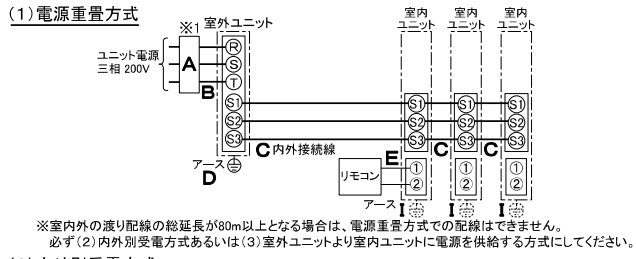 (1)電源重畳方式
※1
室外ユニット
室内
ユニット
室内
ユニット
室内
ユニット
ユニット電源
三相 200V
A
B
R
S
T
S1
S2
S3
S1
S2
S3
S1
S2
S3
S1
S2
S3
C 内外接続線
C
C
アース
D
リモコン
E
①
②
①
②
①
②
アース I
I
I
※室内外の渡り配線の総延長が80m以上となる場合は、電源重畳方式での配線はできません。
必ず(2)内外別受電方式あるいは(3)室外ユニットより室内ユニットに電源を供給する方式にしてください。